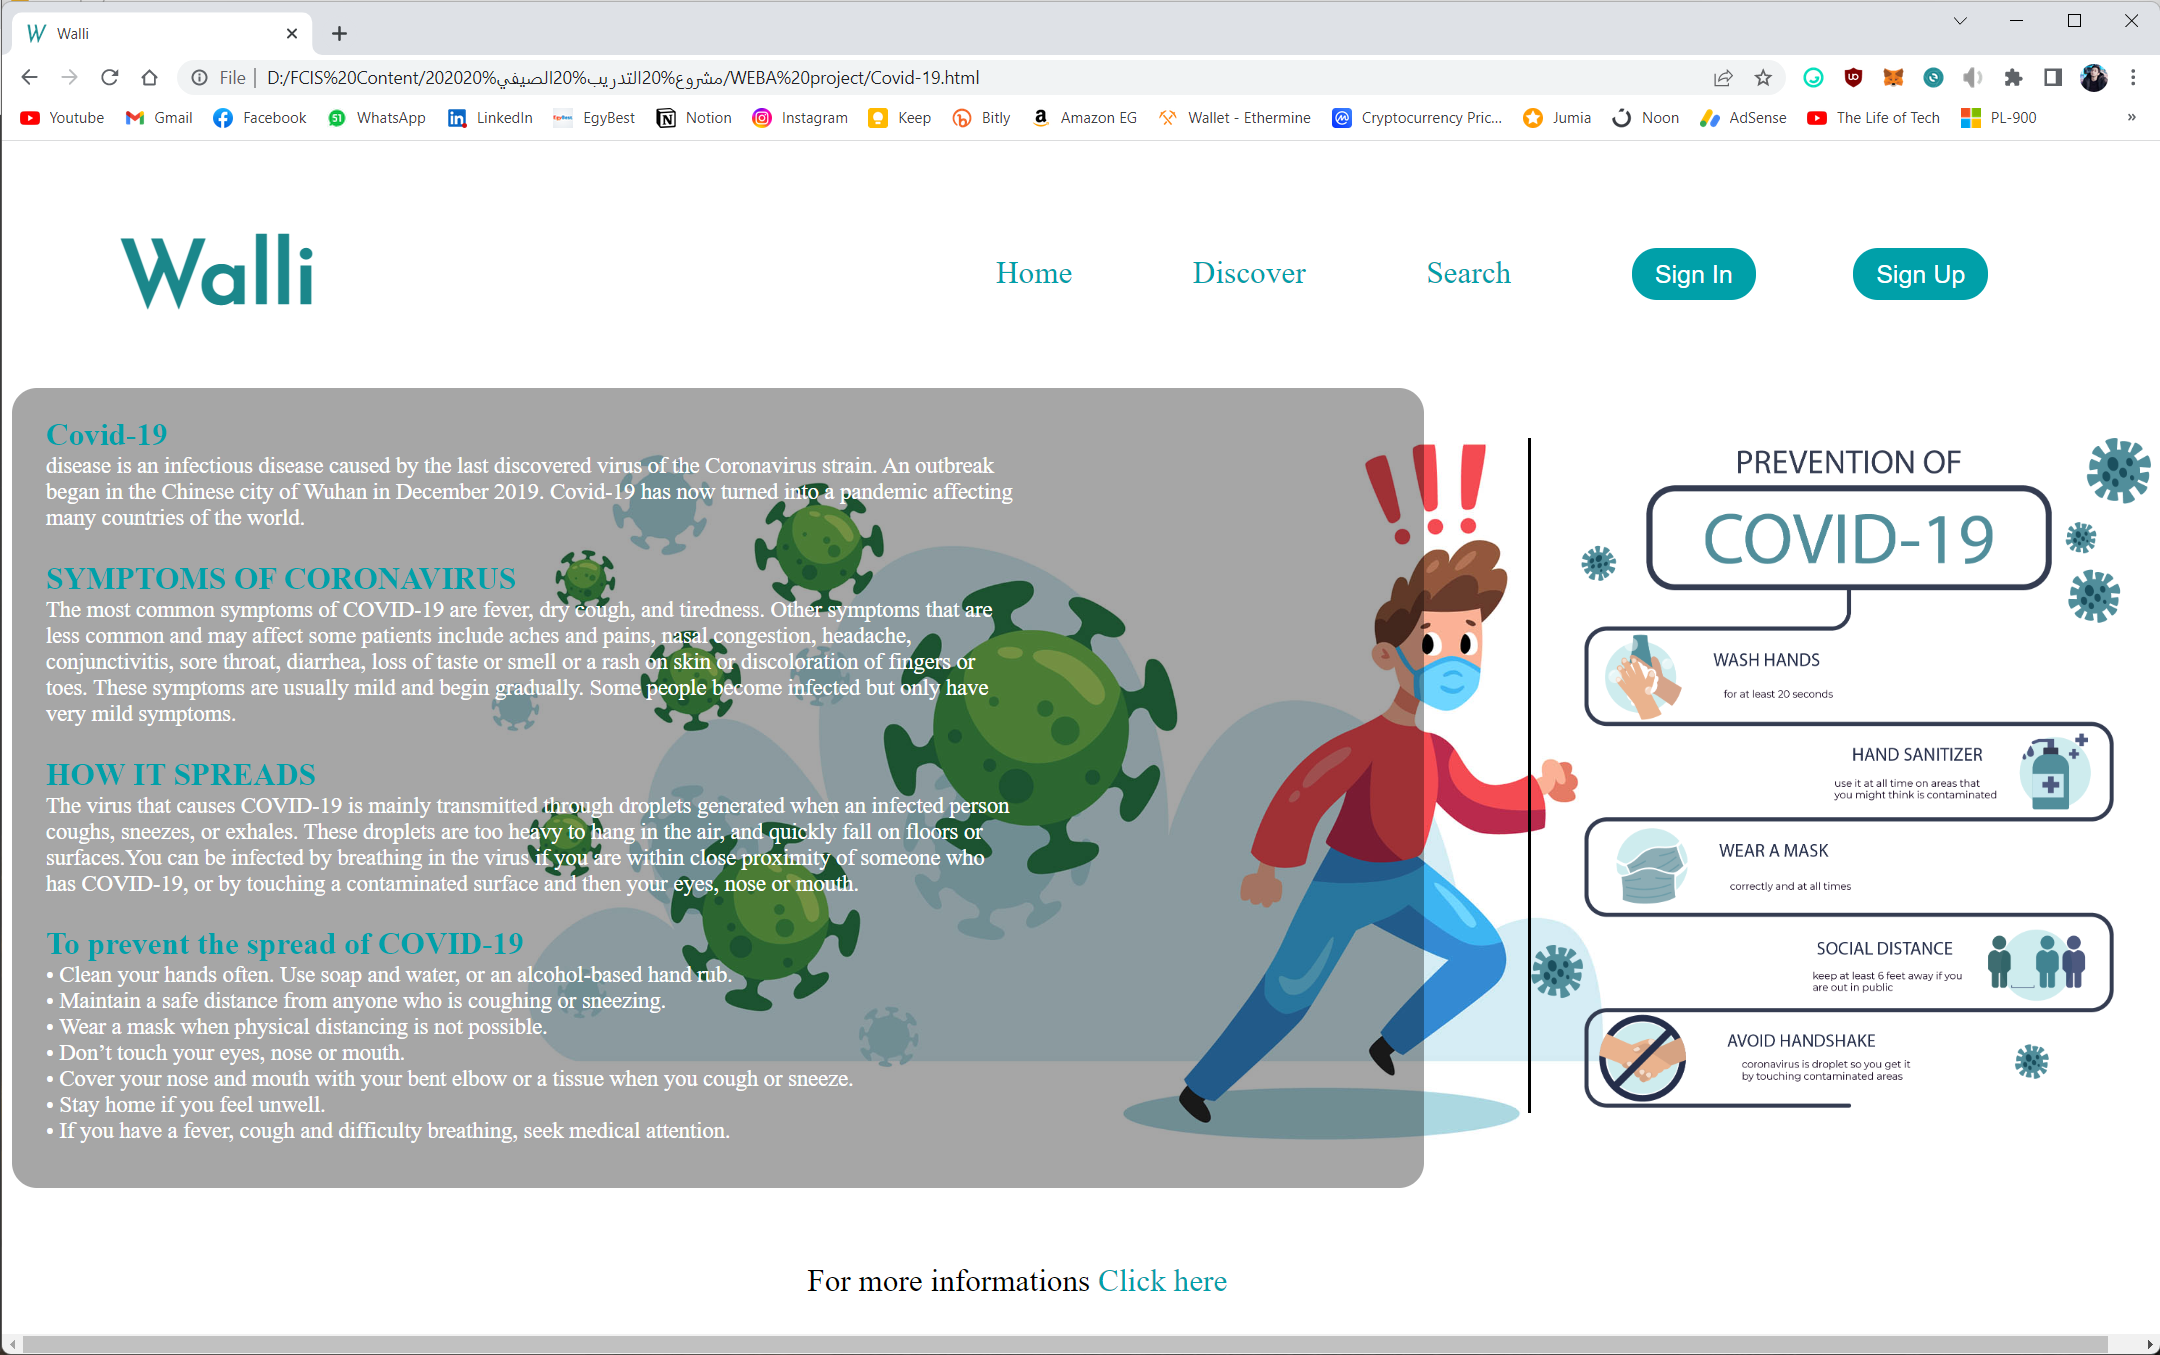 Walli
File | D:/FCIS%20Content/202020%مشروع%20التدريب%20الصيفي/WEBA%20project/Covid-19.html
YouTube Gmail Facebook WhatsApp LinkedIn EgyBest Notion Instagram Keep Bitly Amazon EG Wallet - Ethermine Cryptocurrency Pric... Jumia Noon AdSense The Life of Tech PL-900 »
Walli
Home Discover Search Sign In Sign Up
Covid-19
disease is an infectious disease caused by the last discovered virus of the Coronavirus strain. An outbreak
began in the Chinese city of Wuhan in December 2019. Covid-19 has now turned into a pandemic affecting
many countries of the world.
SYMPTOMS OF CORONAVIRUS
The most common symptoms of COVID-19 are fever, dry cough, and tiredness. Other symptoms that are
less common and may affect some patients include aches and pains, nasal congestion, headache,
conjunctivitis, sore throat, diarrhea, loss of taste or smell or a rash on skin or discoloration of fingers or
toes. These symptoms are usually mild and begin gradually. Some people become infected but only have
very mild symptoms.
HOW IT SPREADS
The virus that causes COVID-19 is mainly transmitted through droplets generated when an infected person
coughs, sneezes, or exhales. These droplets are too heavy to hang in the air, and quickly fall on floors or
surfaces.You can be infected by breathing in the virus if you are within close proximity of someone who
has COVID-19, or by touching a contaminated surface and then your eyes, nose or mouth.
To prevent the spread of COVID-19
• Clean your hands often. Use soap and water, or an alcohol-based hand rub.
• Maintain a safe distance from anyone who is coughing or sneezing.
• Wear a mask when physical distancing is not possible.
• Don’t touch your eyes, nose or mouth.
• Cover your nose and mouth with your bent elbow or a tissue when you cough or sneeze.
• Stay home if you feel unwell.
• If you have a fever, cough and difficulty breathing, seek medical attention.
!!!
PREVENTION OF
COVID-19
WASH HANDS
for at least 20 seconds
HAND SANITIZER
use it at all time on areas that
you might think is contaminated
WEAR A MASK
correctly and at all times
SOCIAL DISTANCE
keep at least 6 feet away if you
are out in public
AVOID HANDSHAKE
coronavirus is droplet so you get it
by touching contaminated areas
For more informations Click here